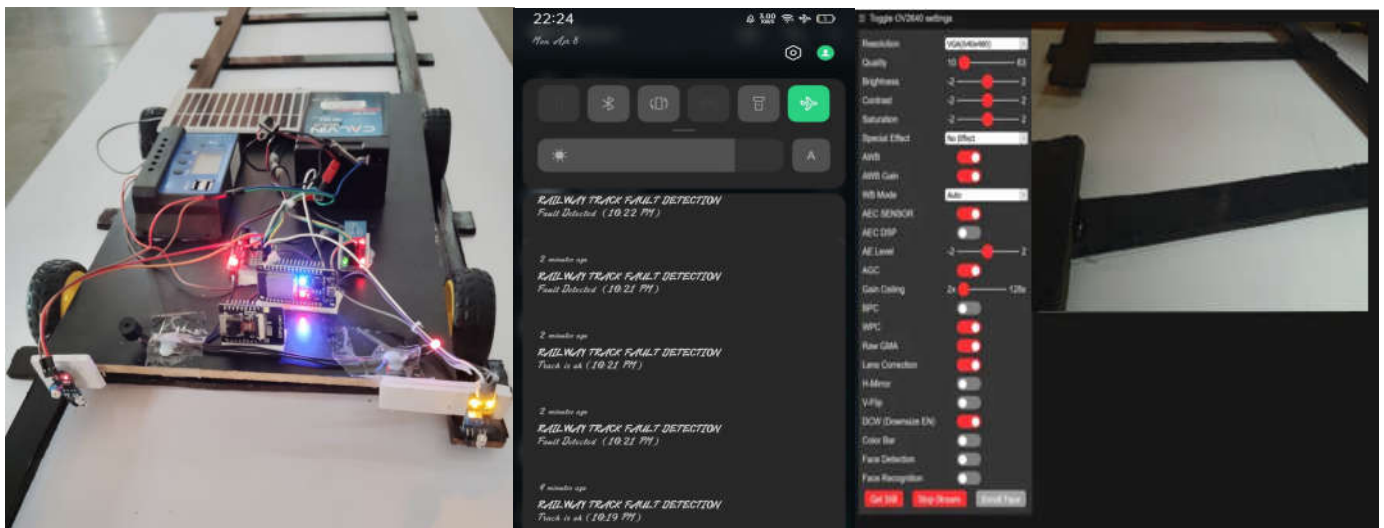 CALVIN
22:24
3.00
KB/S
Mon, Apr 8
A
RAILWAY TRACK FAULT DETECTION
Fault Detected (10:22 PM)
2 minutes ago
RAILWAY TRACK FAULT DETECTION
Fault Detected (10:21 PM)
2 minutes ago
RAILWAY TRACK FAULT DETECTION
Track is ok (10:21 PM)
2 minutes ago
RAILWAY TRACK FAULT DETECTION
Fault Detected (10:21 PM)
4 minutes ago
RAILWAY TRACK FAULT DETECTION
Track is ok (10:19 PM)
Toggle OV2640 settings
Resolution VGA(640x480)
Quality 10 63
Brightness -2 2
Contrast -2 2
Saturation -2 2
Special Effect No Effect
AWB
AWB Gain
WB Mode Auto
AEC SENSOR
AEC DSP
AE Level -2 2
AGC
Gain Ceiling 2x 128x
BPC
WPC
Raw GMA
Lens Correction
H-Mirror
V-Flip
DCW (Downsize EN)
Color Bar
Face Detection
Face Recognition
Get Still Stop Stream Enroll Face